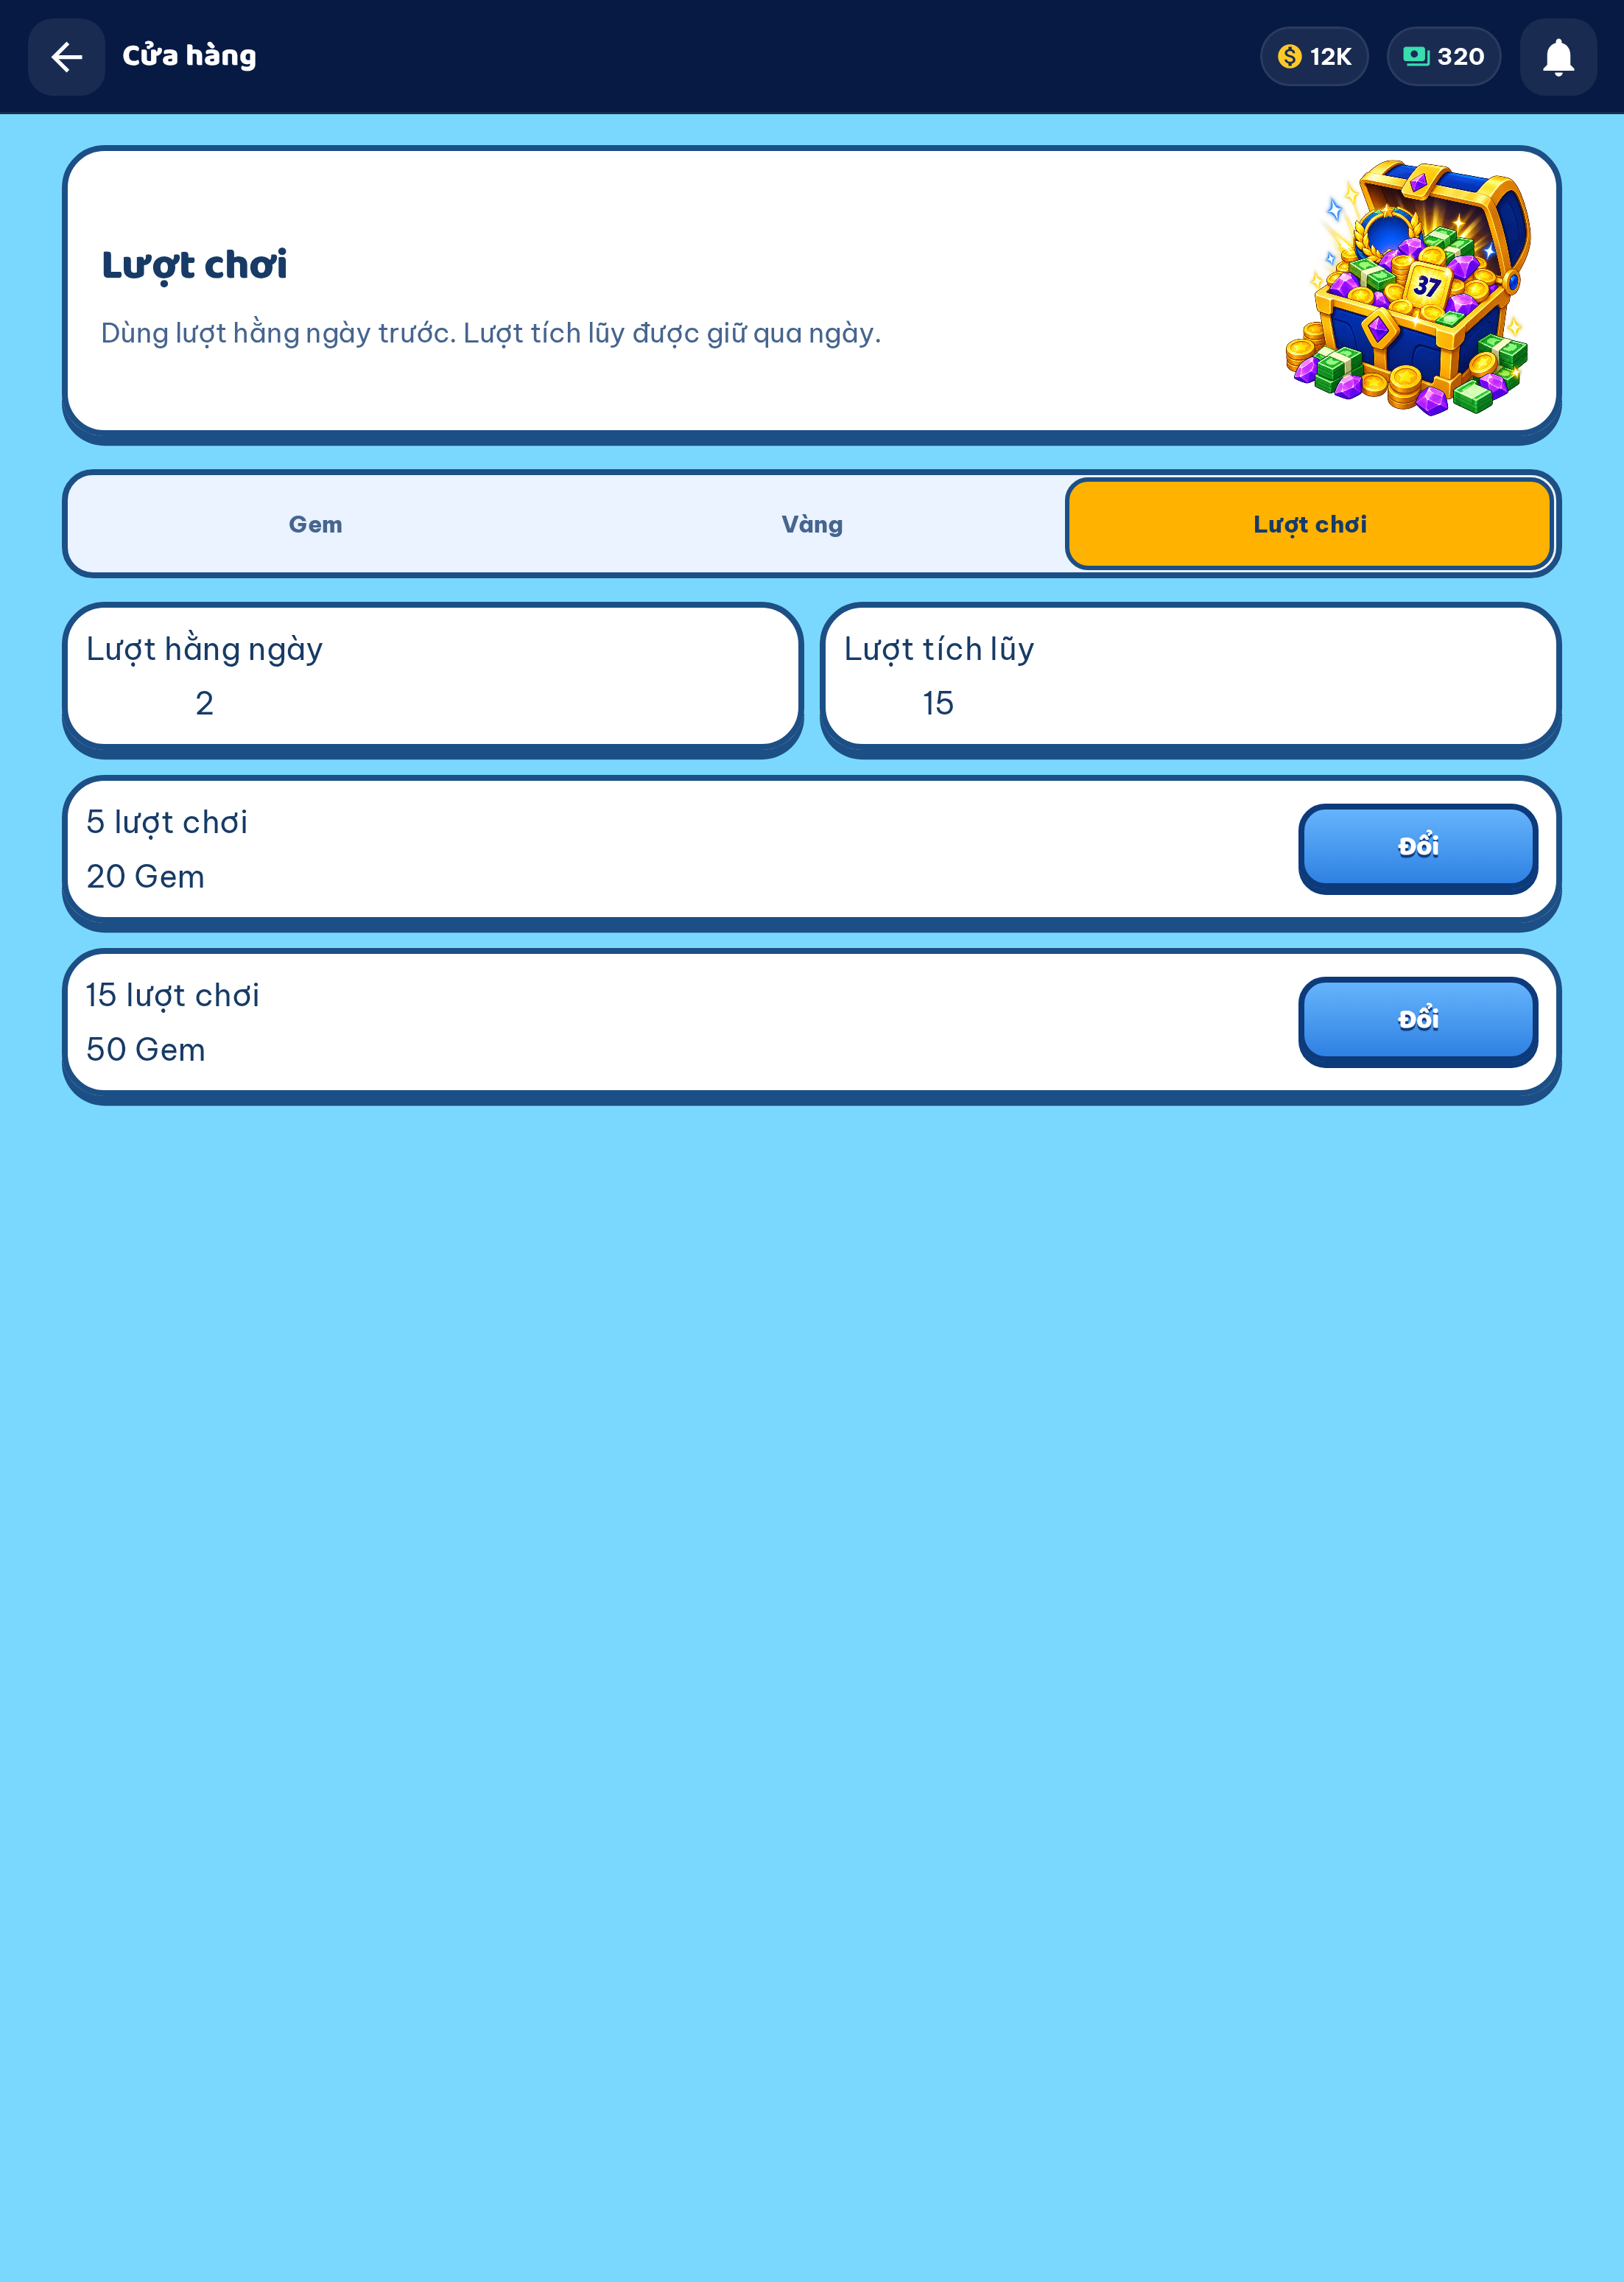 Cửa hàng
12K
320
37
Lượt chơi
Dùng lượt hằng ngày trước. Lượt tích lũy được giữ qua ngày.
Gem
Vàng
Lượt chơi
Lượt hằng ngày
2
Lượt tích lũy
15
5 lượt chơi
20 Gem
Đổi
15 lượt chơi
50 Gem
Đổi